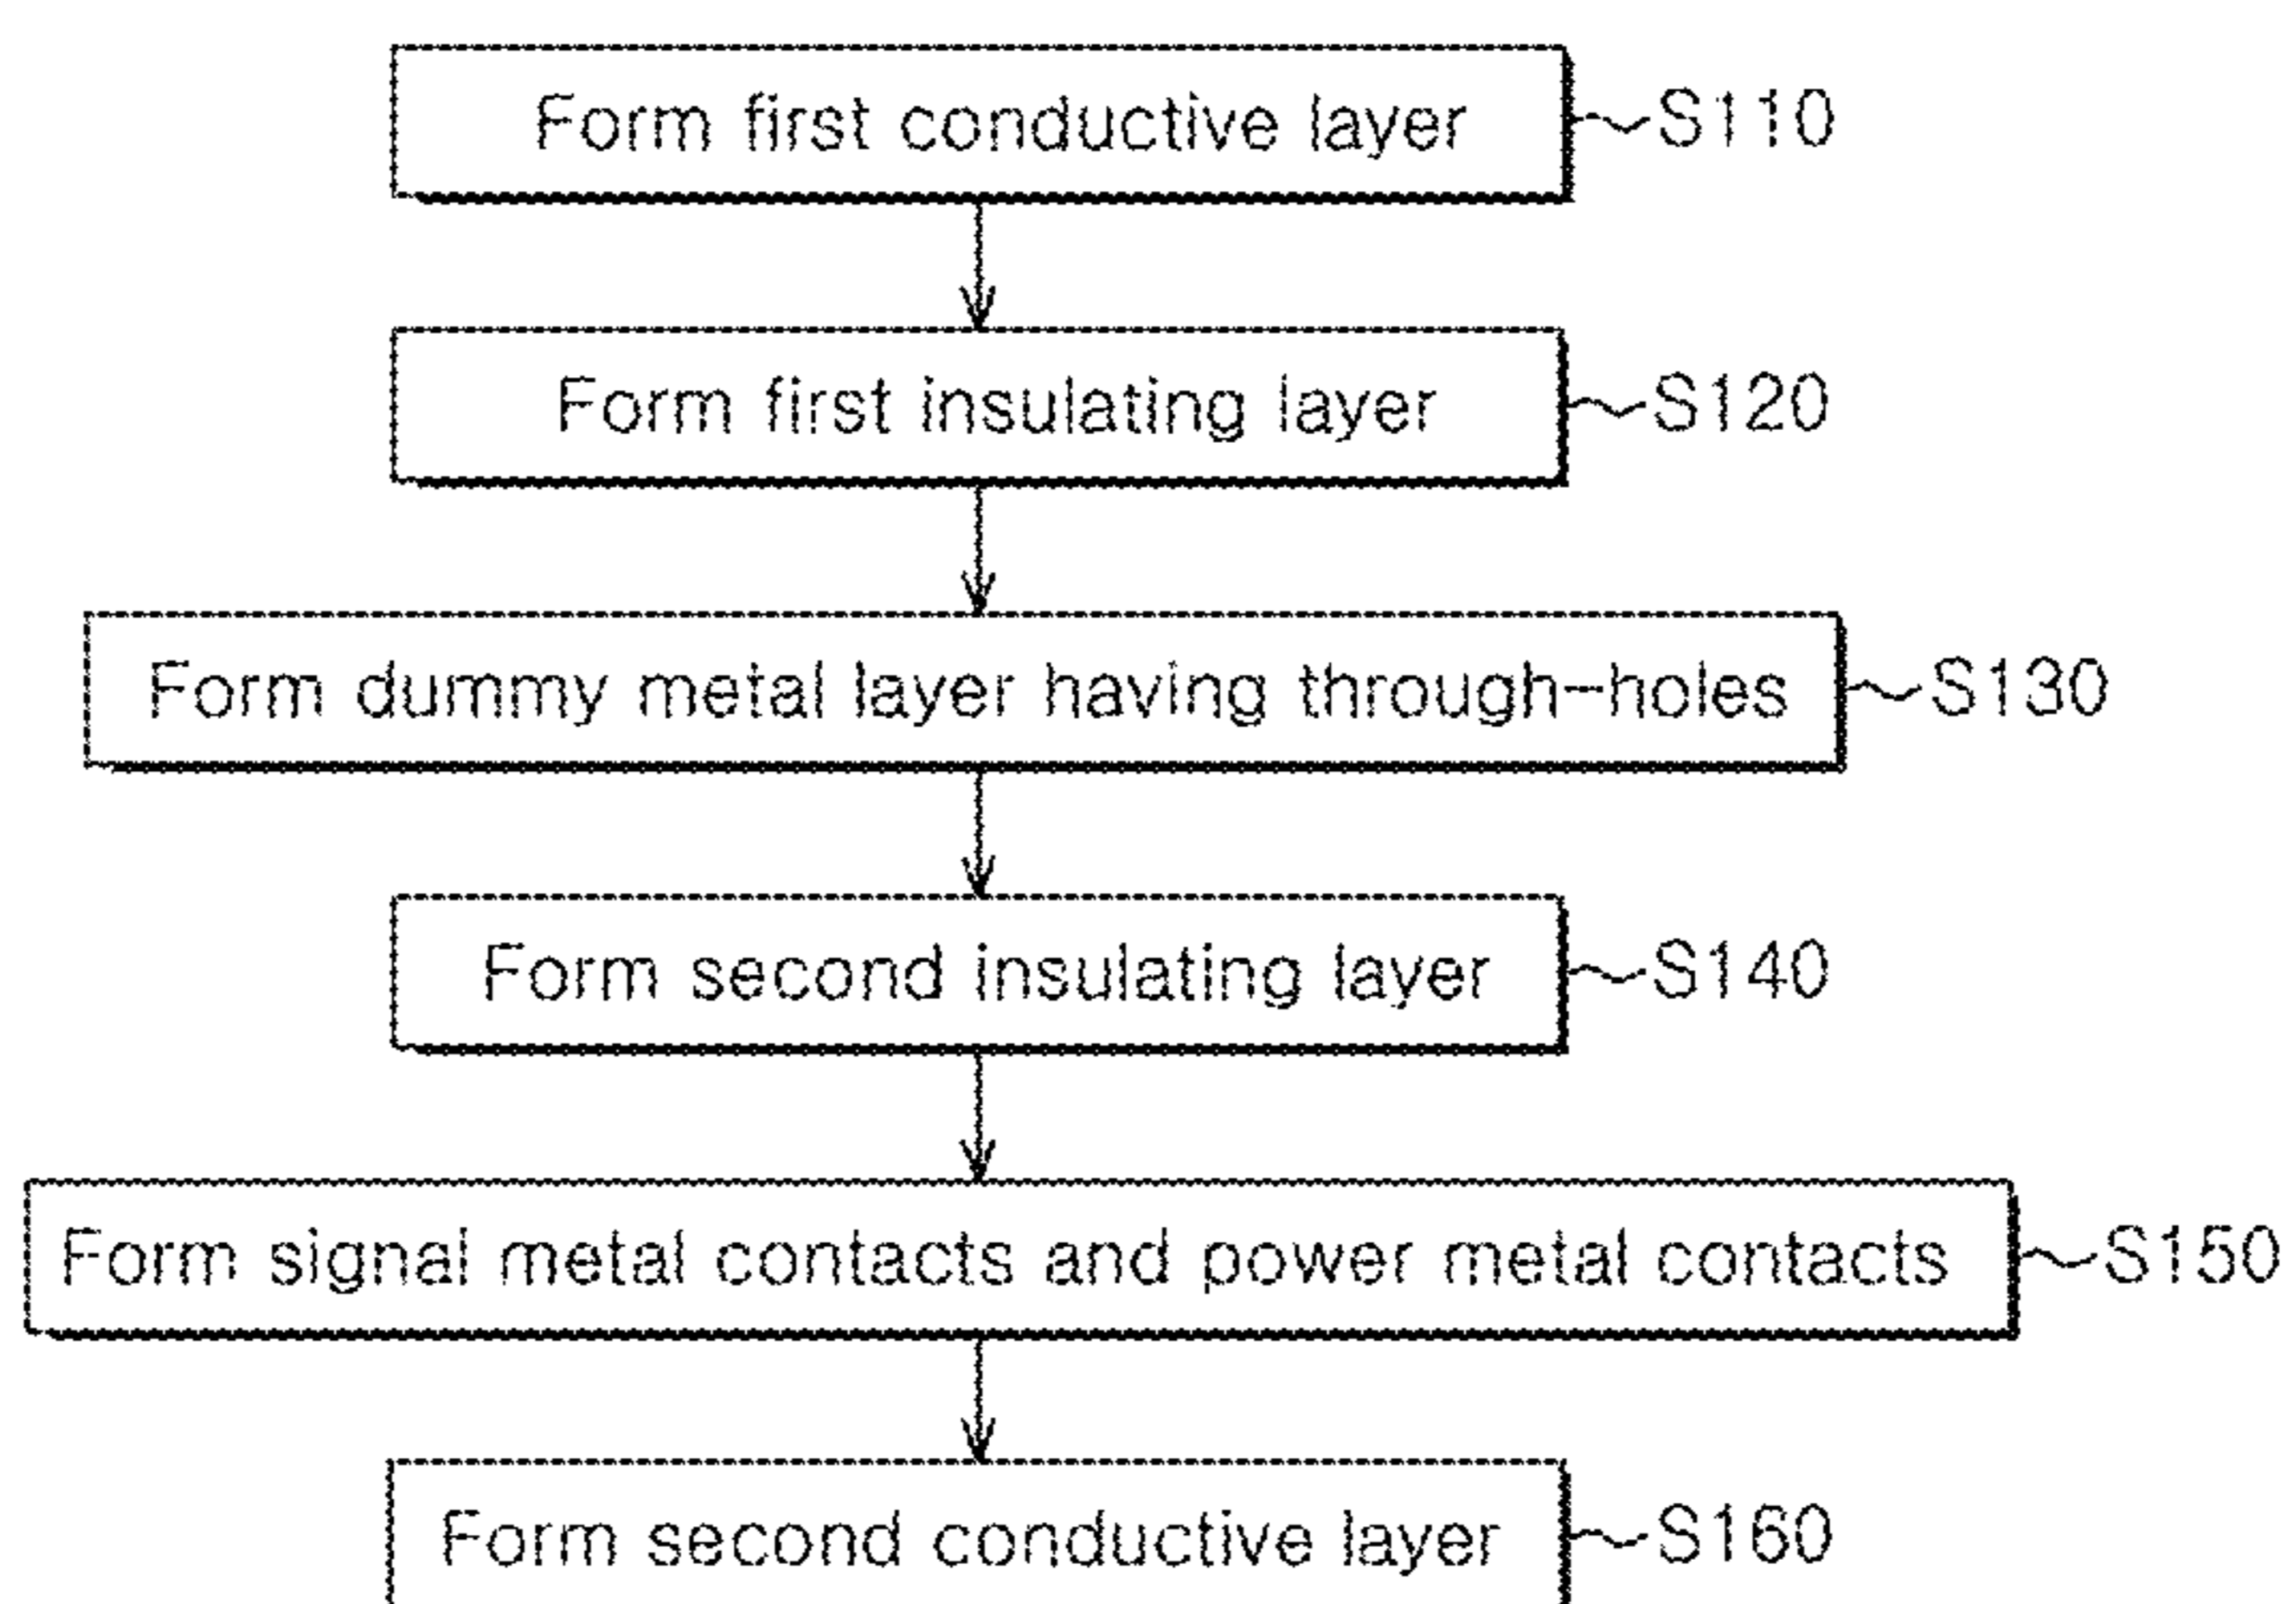 Form first conductive layer S110
Form first insulating layer S120
Form dummy metal layer having through-holes S130
Form second insulating layer S140
Form signal metal contacts and power metal contacts S150
Form second conductive layer S160